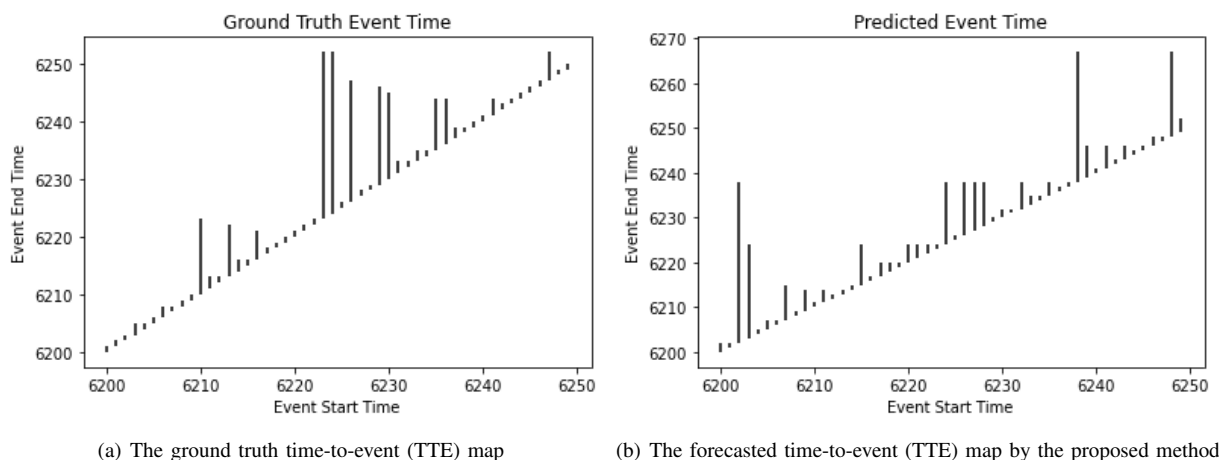 Ground Truth Event Time
6250
6240
6230
6220
6210
6200
Event End Time
6200 6210 6220 6230 6240 6250
Event Start Time
(a) The ground truth time-to-event (TTE) map
Predicted Event Time
6270
6260
6250
6240
6230
6220
6210
6200
Event End Time
6200 6210 6220 6230 6240 6250
Event Start Time
(b) The forecasted time-to-event (TTE) map by the proposed method